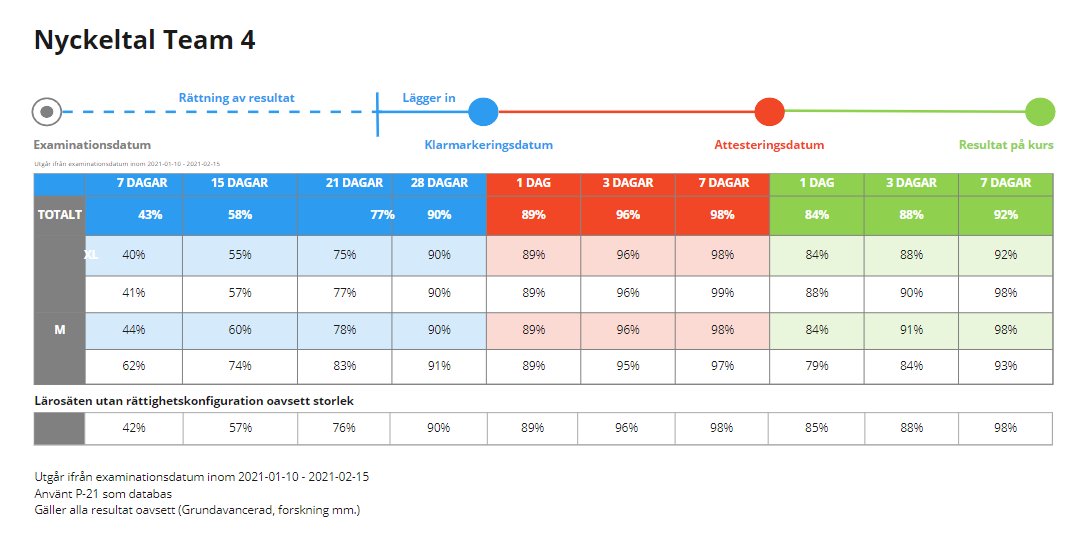 Nyckeltal Team 4
Rättning av resultat Lägger in
Examinationsdatum Klarmarkeringsdatum Attesteringsdatum Resultat på kurs
Utgår ifrån examinationsdatum inom 2021-01-10 - 2021-02-15
7 DAGAR 15 DAGAR 21 DAGAR 28 DAGAR 1 DAG 3 DAGAR 7 DAGAR 1 DAG 3 DAGAR 7 DAGAR
TOTALT 43% 58% 77% 90% 89% 96% 98% 84% 88% 92%
XL 40% 55% 75% 90% 89% 96% 98% 84% 88% 92%
41% 57% 77% 90% 89% 96% 99% 88% 90% 98%
M 44% 60% 78% 90% 89% 96% 98% 84% 91% 98%
62% 74% 83% 91% 89% 95% 97% 79% 84% 93%
Lärosäten utan rättighetskonfiguration oavsett storlek
42% 57% 76% 90% 89% 96% 98% 85% 88% 98%
Utgår ifrån examinationsdatum inom 2021-01-10 - 2021-02-15
Använt P-21 som databas
Gäller alla resultat oavsett (Grundavancerad, forskning mm.)